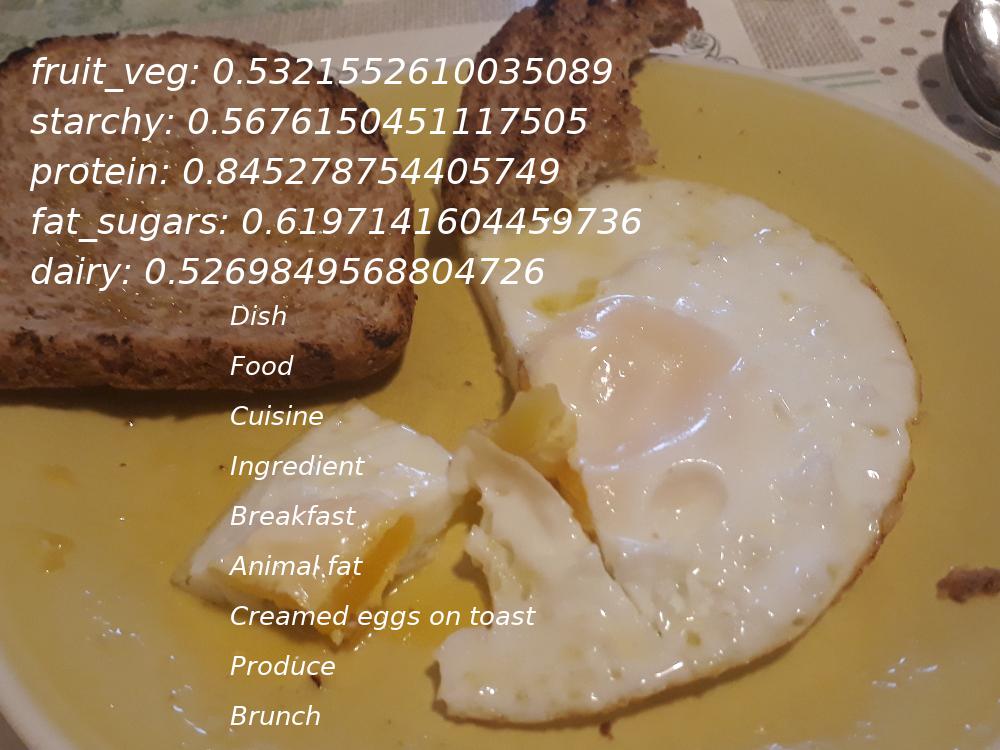 fruit_veg: 0.5321552610035089
starchy: 0.5676150451117505
protein: 0.845278754405749
fat_sugars: 0.6197141604459736
dairy: 0.5269849568804726
Dish
Food
Cuisine
Ingredient
Breakfast
Animal fat
Creamed eggs on toast
Produce
Brunch